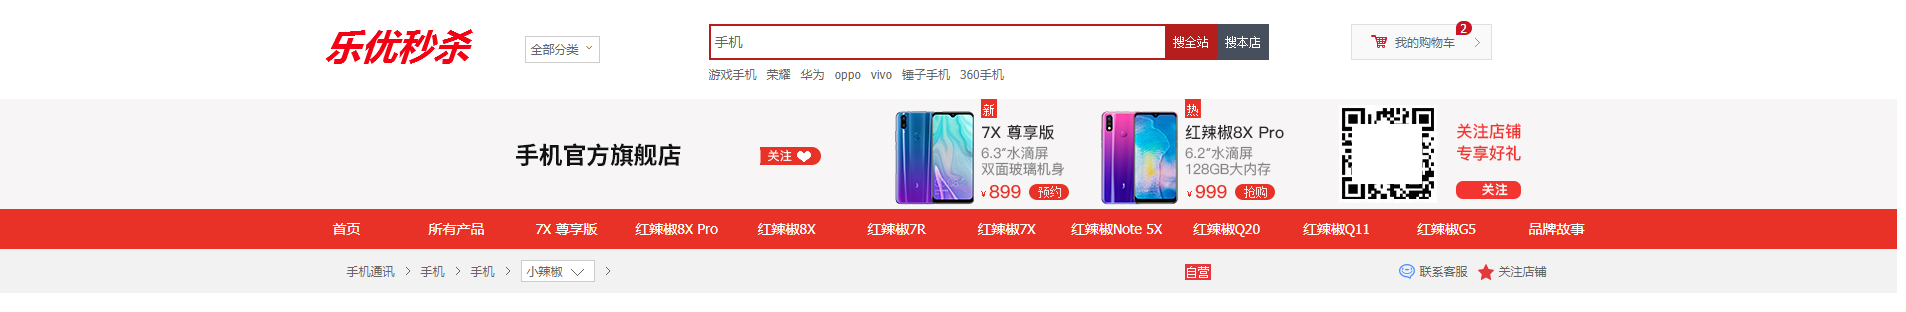 乐优秒杀
全部分类
手机
搜全站
搜本店
2
我的购物车
游戏手机 荣耀 华为 oppo vivo 锤子手机 360手机
手机官方旗舰店
关注
新
7X 尊享版
6.3"水滴屏
双面玻璃机身
¥899 预约
热
红辣椒8X Pro
6.2"水滴屏
128GB大内存
¥999 抢购
关注店铺
专享好礼
关注
首页 所有产品 7X 尊享版 红辣椒8X Pro 红辣椒8X 红辣椒7R 红辣椒7X 红辣椒Note 5X 红辣椒Q20 红辣椒Q11 红辣椒G5 品牌故事
手机通讯 > 手机 > 手机 > 小辣椒 >
自营
联系客服 关注店铺